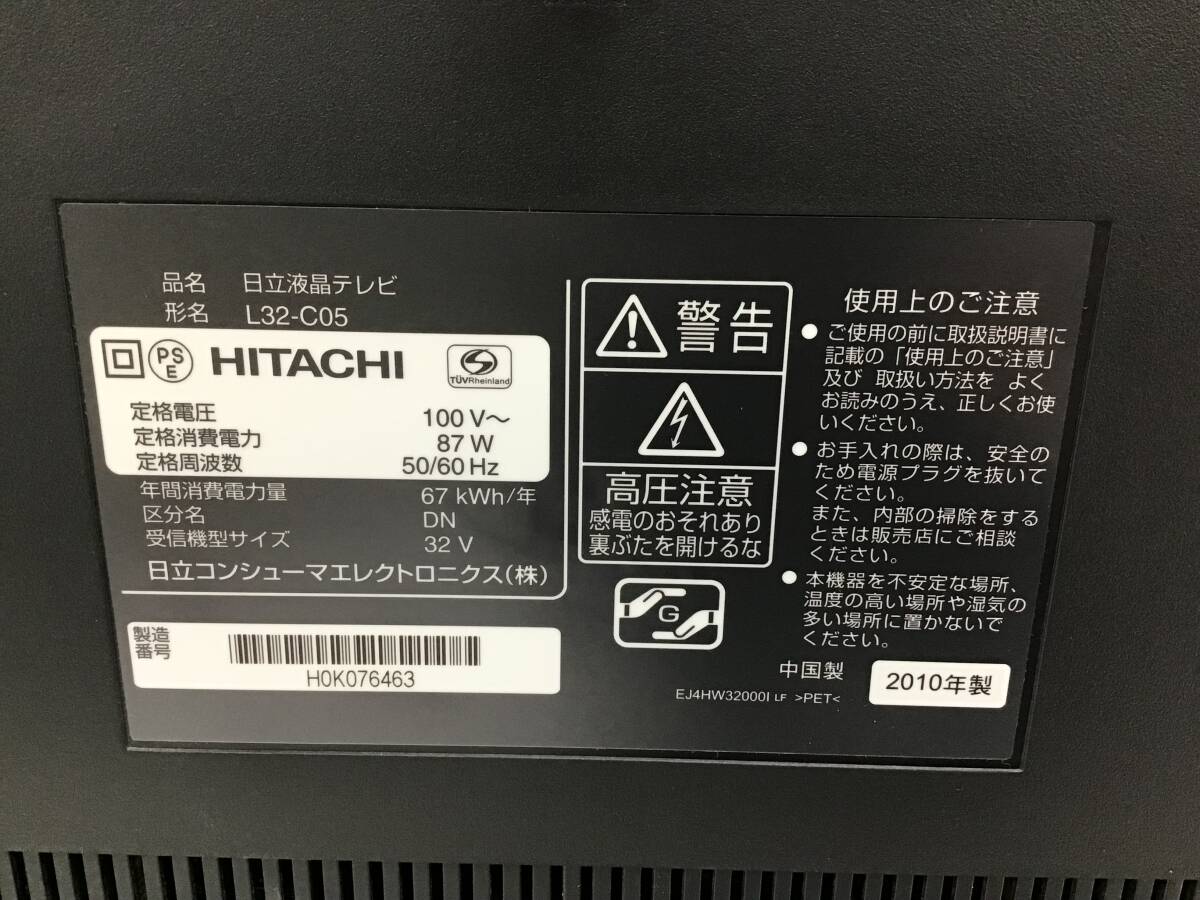 品名 日立液晶テレビ
形名 L32-C05
PSE HITACHI TÜVRheinland
定格電圧 100 V～
定格消費電力 87 W
定格周波数 50/60 Hz
年間消費電力量 67 kWh/年
区分名 DN
受信機型サイズ 32 V
日立コンシューマエレクトロニクス(株)
製造
番号
H0K076463
警告
高圧注意
感電のおそれあり
裏ぶたを開けるな
G
使用上のご注意
●ご使用の前に取扱説明書に
記載の「使用上のご注意」
及び 取扱い方法を よく
お読みのうえ、正しくお使
いください。
●お手入れの際は、安全の
ため電源プラグを抜いて
ください。
また、内部の掃除をする
ときは販売店にご相談
ください。
●本機器を不安定な場所、
温度の高い場所や湿気の
多い場所に置かないで
ください。
中国製 2010年製
EJ4HW32000I LF >PET<